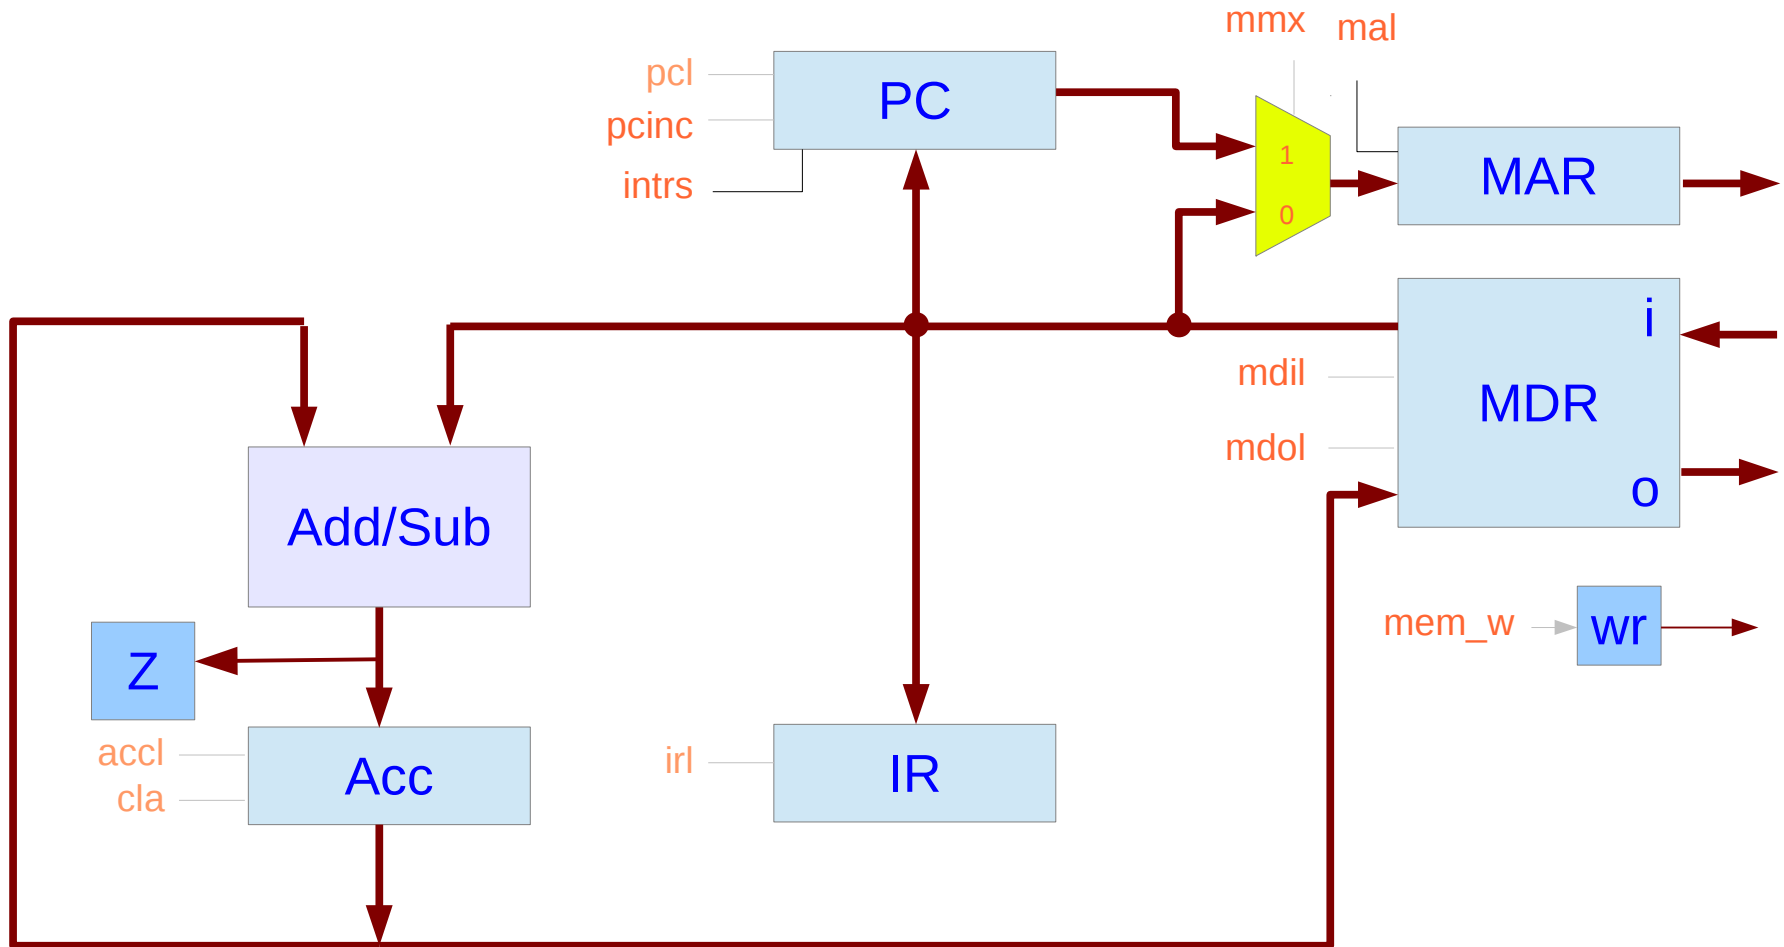 mmx
mal
pcl
PC
pcinc
1
MAR
intrs
0
i
mdil
MDR
mdol
o
Add/Sub
mem_w
wr
Z
accl
Acc
irl
IR
cla